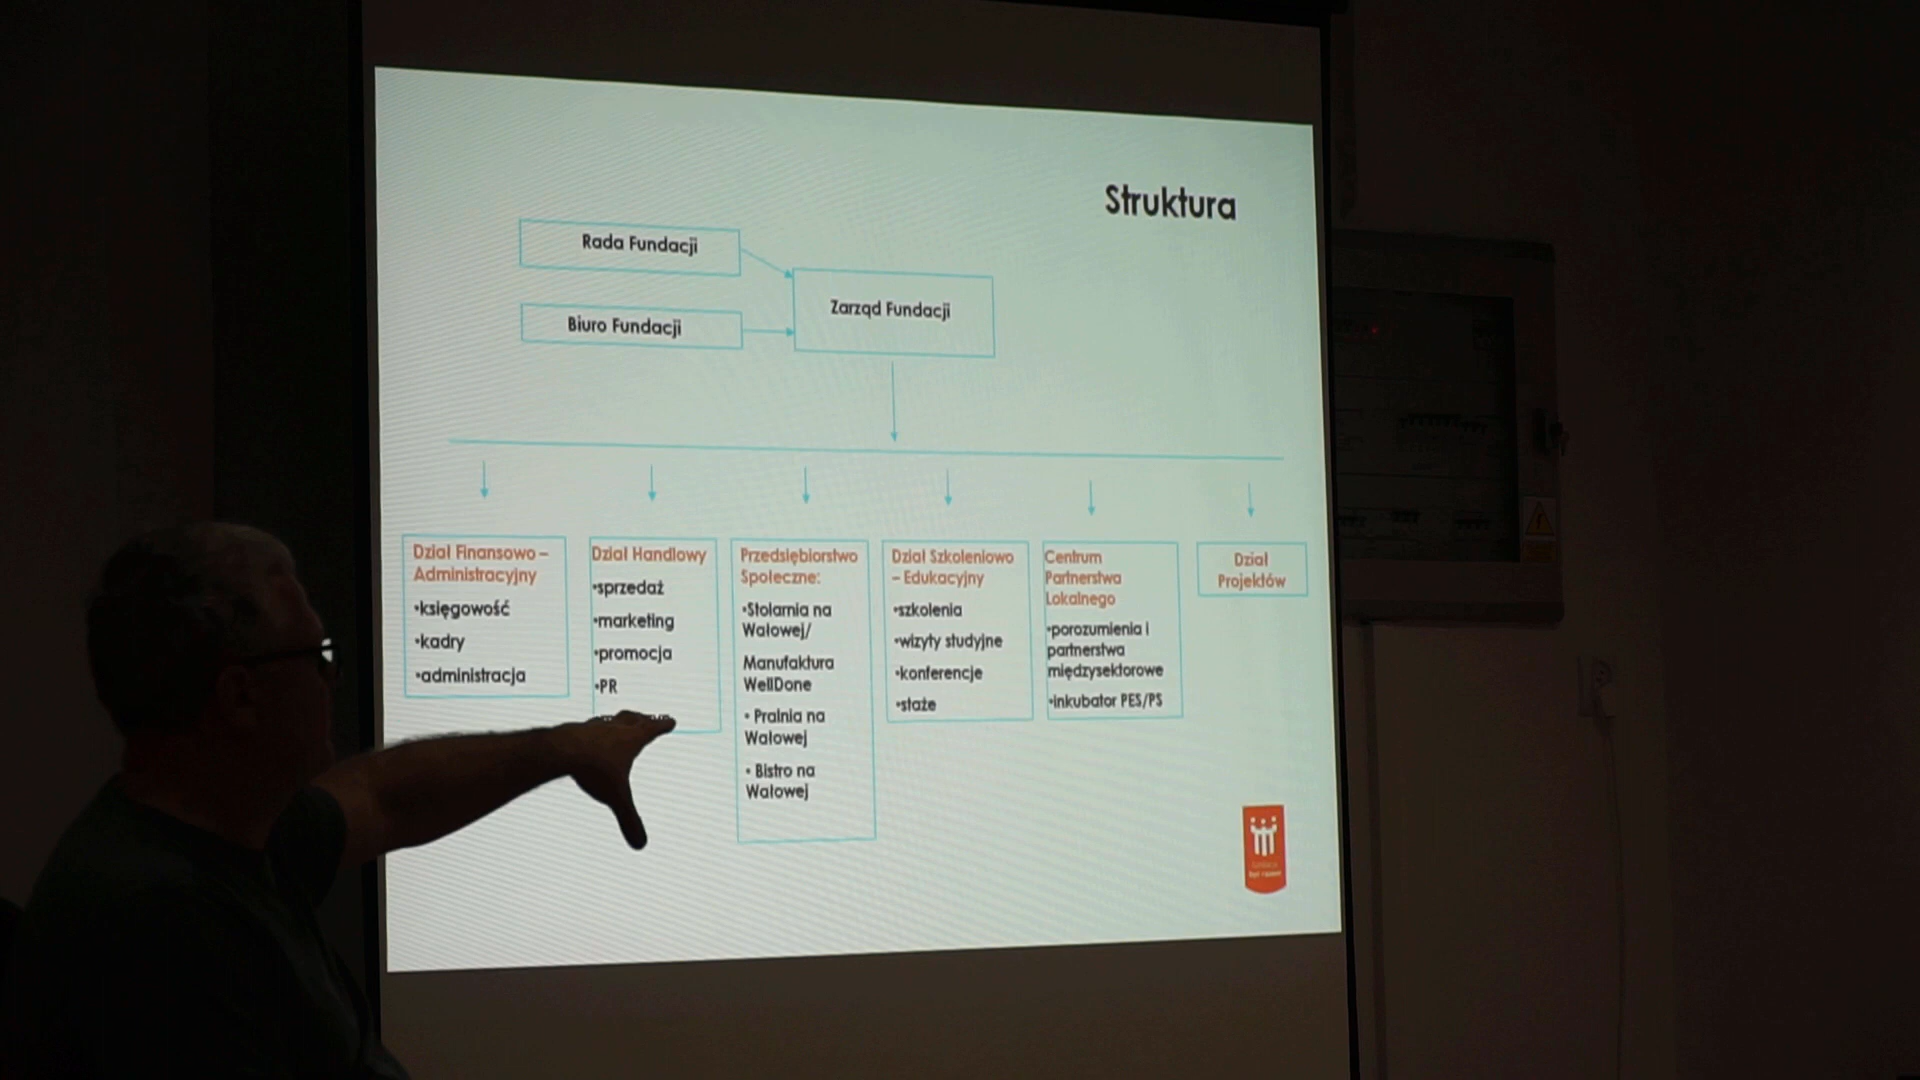 Struktura
Rada Fundacji
Biuro Fundacji
Zarząd Fundacji
Dział Finansowo –
Administracyjny
•księgowość
•kadry
•administracja
Dział Handlowy
•sprzedaż
•marketing
•promocja
•PR
Przedsiębiorstwo
Społeczne:
•Stolarnia na
Wałowej/
Manufaktura
WellDone
• Pralnia na
Wałowej
• Bistro na
Wałowej
Dział Szkoleniowo
– Edukacyjny
•szkolenia
•wizyty studyjne
•konferencje
•staże
Centrum
Partnerstwa
Lokalnego
•porozumienia i
partnerstwa
międzysektorowe
•inkubator PES/PS
Dział
Projektów